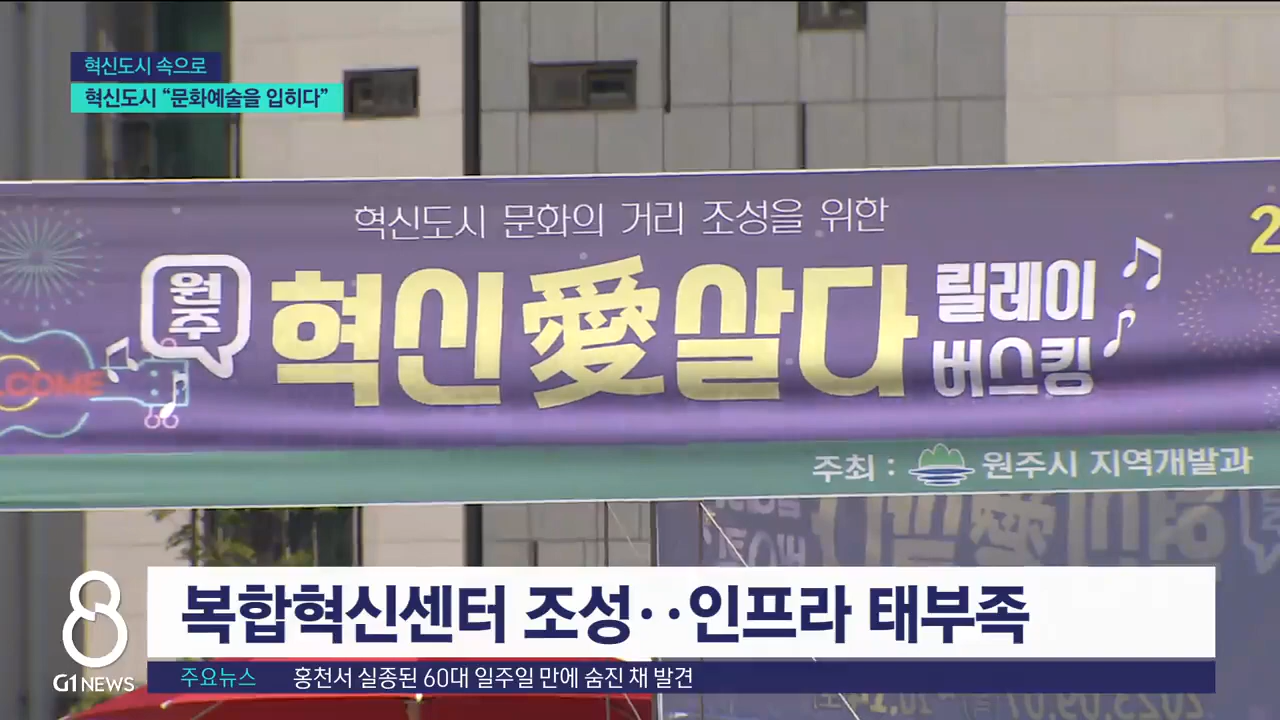 혁신도시 속으로
혁신도시 “문화예술을 입히다”
혁신도시 문화의 거리 조성을 위한
원주
혁신愛살다
릴레이
버스킹
2
LCOME
주최 : 원주시 지역개발과
복합혁신센터 조성‥인프라 태부족
8
G1NEWS
주요뉴스 홍천서 실종된 60대 일주일 만에 숨진 채 발견